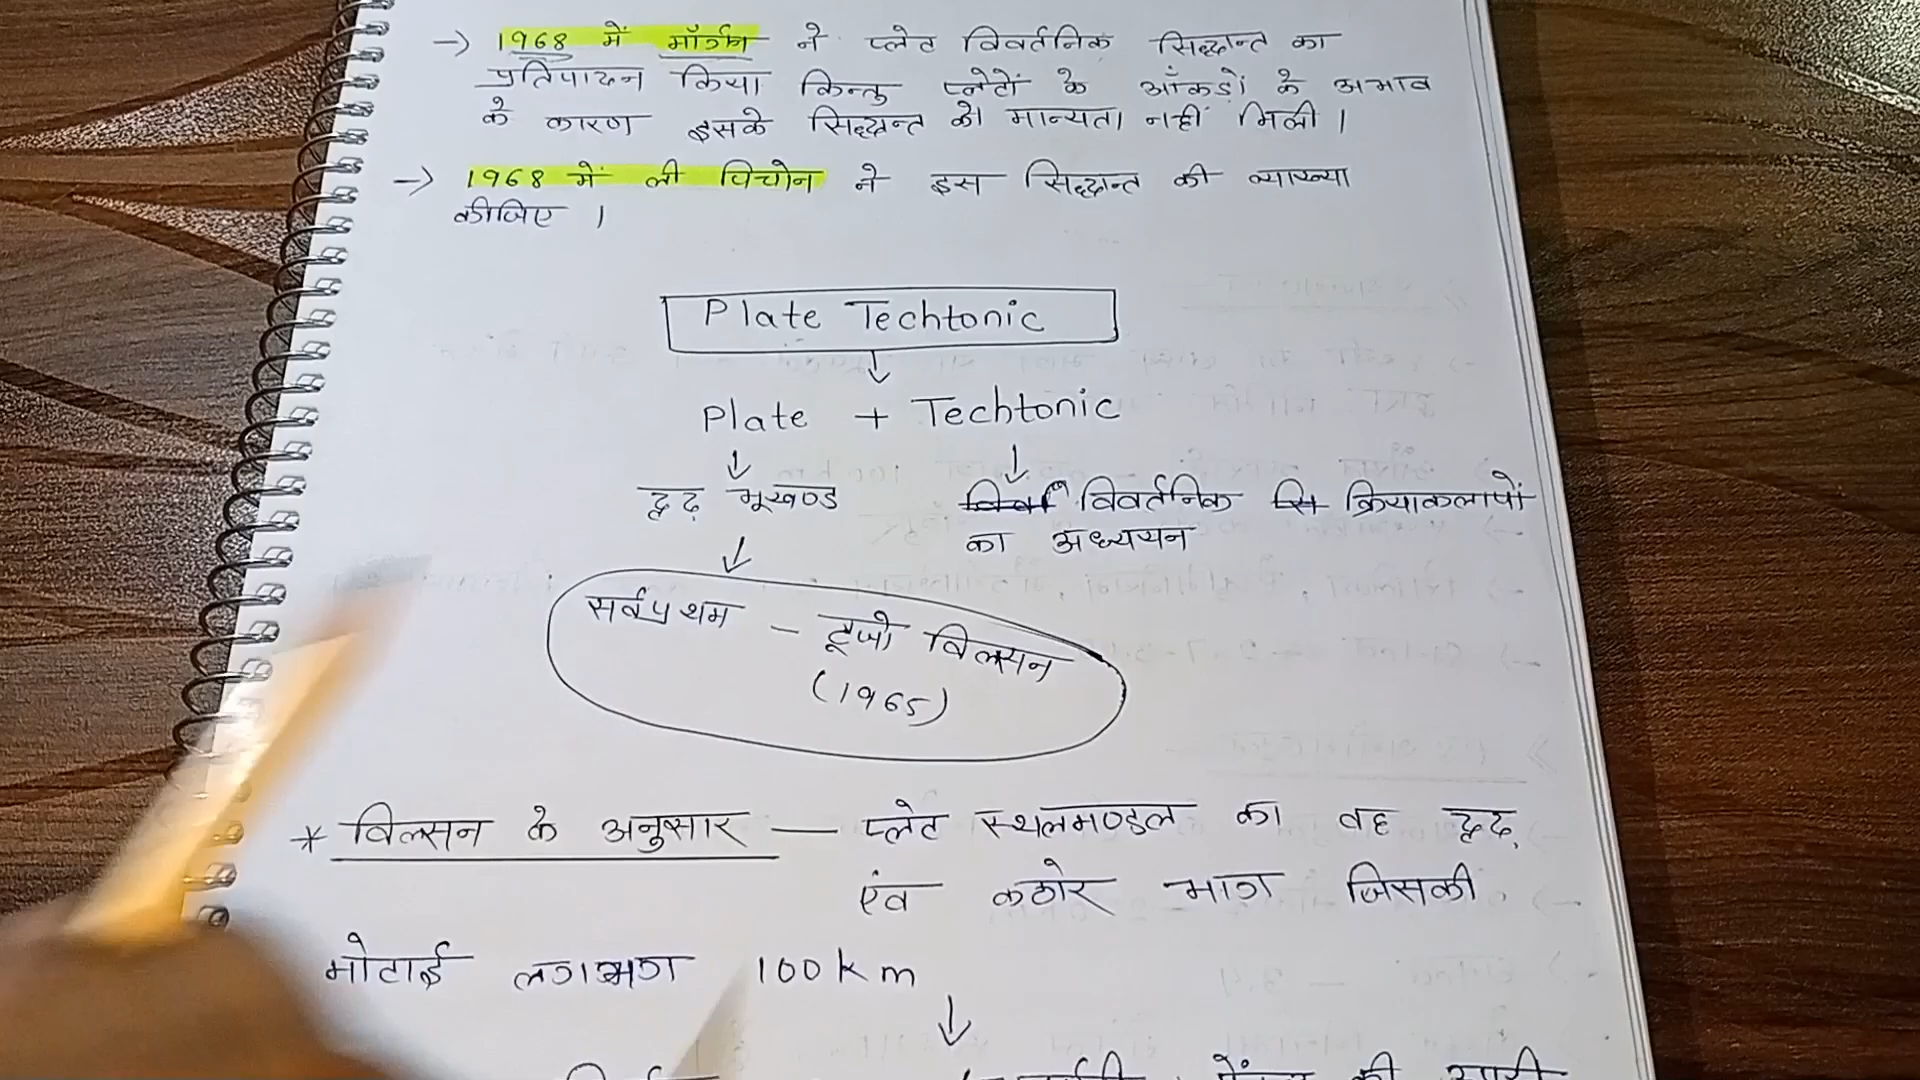 → 1968 में मॉर्गन ने प्लेट विवर्तनिक सिद्धान्त का
प्रतिपादन किया किन्तु प्लेटों के आँकड़ों के अभाव
के कारण इसके सिद्धान्त को मान्यता नहीं मिली ।
→ 1968 में ली पिचोन ने इस सिद्धान्त की व्याख्या
कीजिए ।
Plate Techtonic
↓
Plate + Techtonic
↓ ↓
दृढ़ भूखण्ड विवर्तनिक क्रियाकलापों
का अध्ययन
↓
सर्वप्रथम – टूजो विल्सन
(1965)
* विल्सन के अनुसार — प्लेट स्थलमण्डल का वह दृढ़
एंव कठोर भाग जिसकी
मोटाई लगभग 100 km
↓